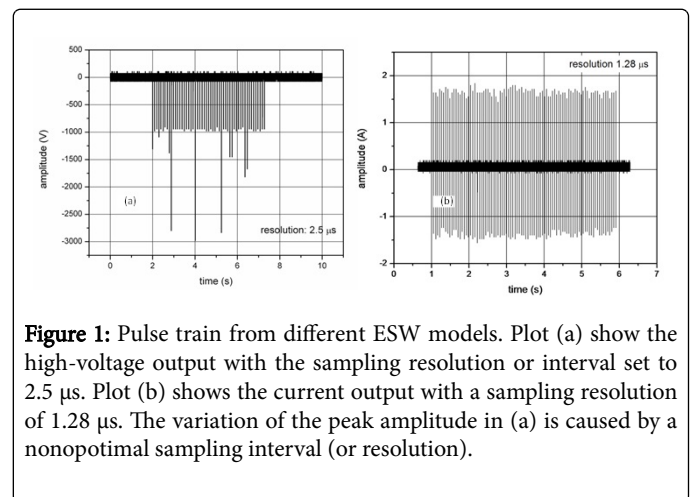 500
0
-500
-1000
-1500
-2000
-2500
-3000
amplitude (V)
(a)
resolution: 2.5 μs
0 2 4 6 8 10
time (s)
resolution 1.28 μs
2
1
0
-1
-2
amplitude (A)
(b)
0 1 2 3 4 5 6 7
time (s)
Figure 1: Pulse train from different ESW models. Plot (a) show the
high-voltage output with the sampling resolution or interval set to
2.5 μs. Plot (b) shows the current output with a sampling resolution
of 1.28 μs. The variation of the peak amplitude in (a) is caused by a
nonopotimal sampling interval (or resolution).